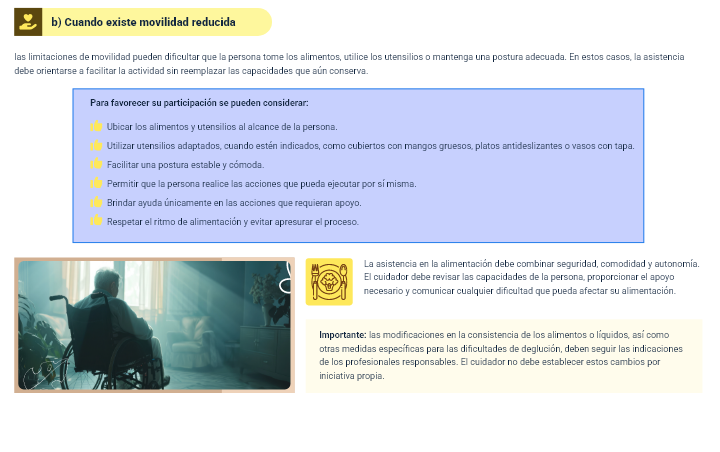 b) Cuando existe movilidad reducida
las limitaciones de movilidad pueden dificultar que la persona tome los alimentos, utilice los utensilios o mantenga una postura adecuada. En estos casos, la asistencia
debe orientarse a facilitar la actividad sin reemplazar las capacidades que aún conserva.
Para favorecer su participación se pueden considerar:
Ubicar los alimentos y utensilios al alcance de la persona.
Utilizar utensilios adaptados, cuando estén indicados, como cubiertos con mangos gruesos, platos antideslizantes o vasos con tapa.
Facilitar una postura estable y cómoda.
Permitir que la persona realice las acciones que pueda ejecutar por sí misma.
Brindar ayuda únicamente en las acciones que requieran apoyo.
Respetar el ritmo de alimentación y evitar apresurar el proceso.
La asistencia en la alimentación debe combinar seguridad, comodidad y autonomía.
El cuidador debe revisar las capacidades de la persona, proporcionar el apoyo
necesario y comunicar cualquier dificultad que pueda afectar su alimentación.
Importante: las modificaciones en la consistencia de los alimentos o líquidos, así como
otras medidas específicas para las dificultades de deglución, deben seguir las indicaciones
de los profesionales responsables. El cuidador no debe establecer estos cambios por
iniciativa propia.